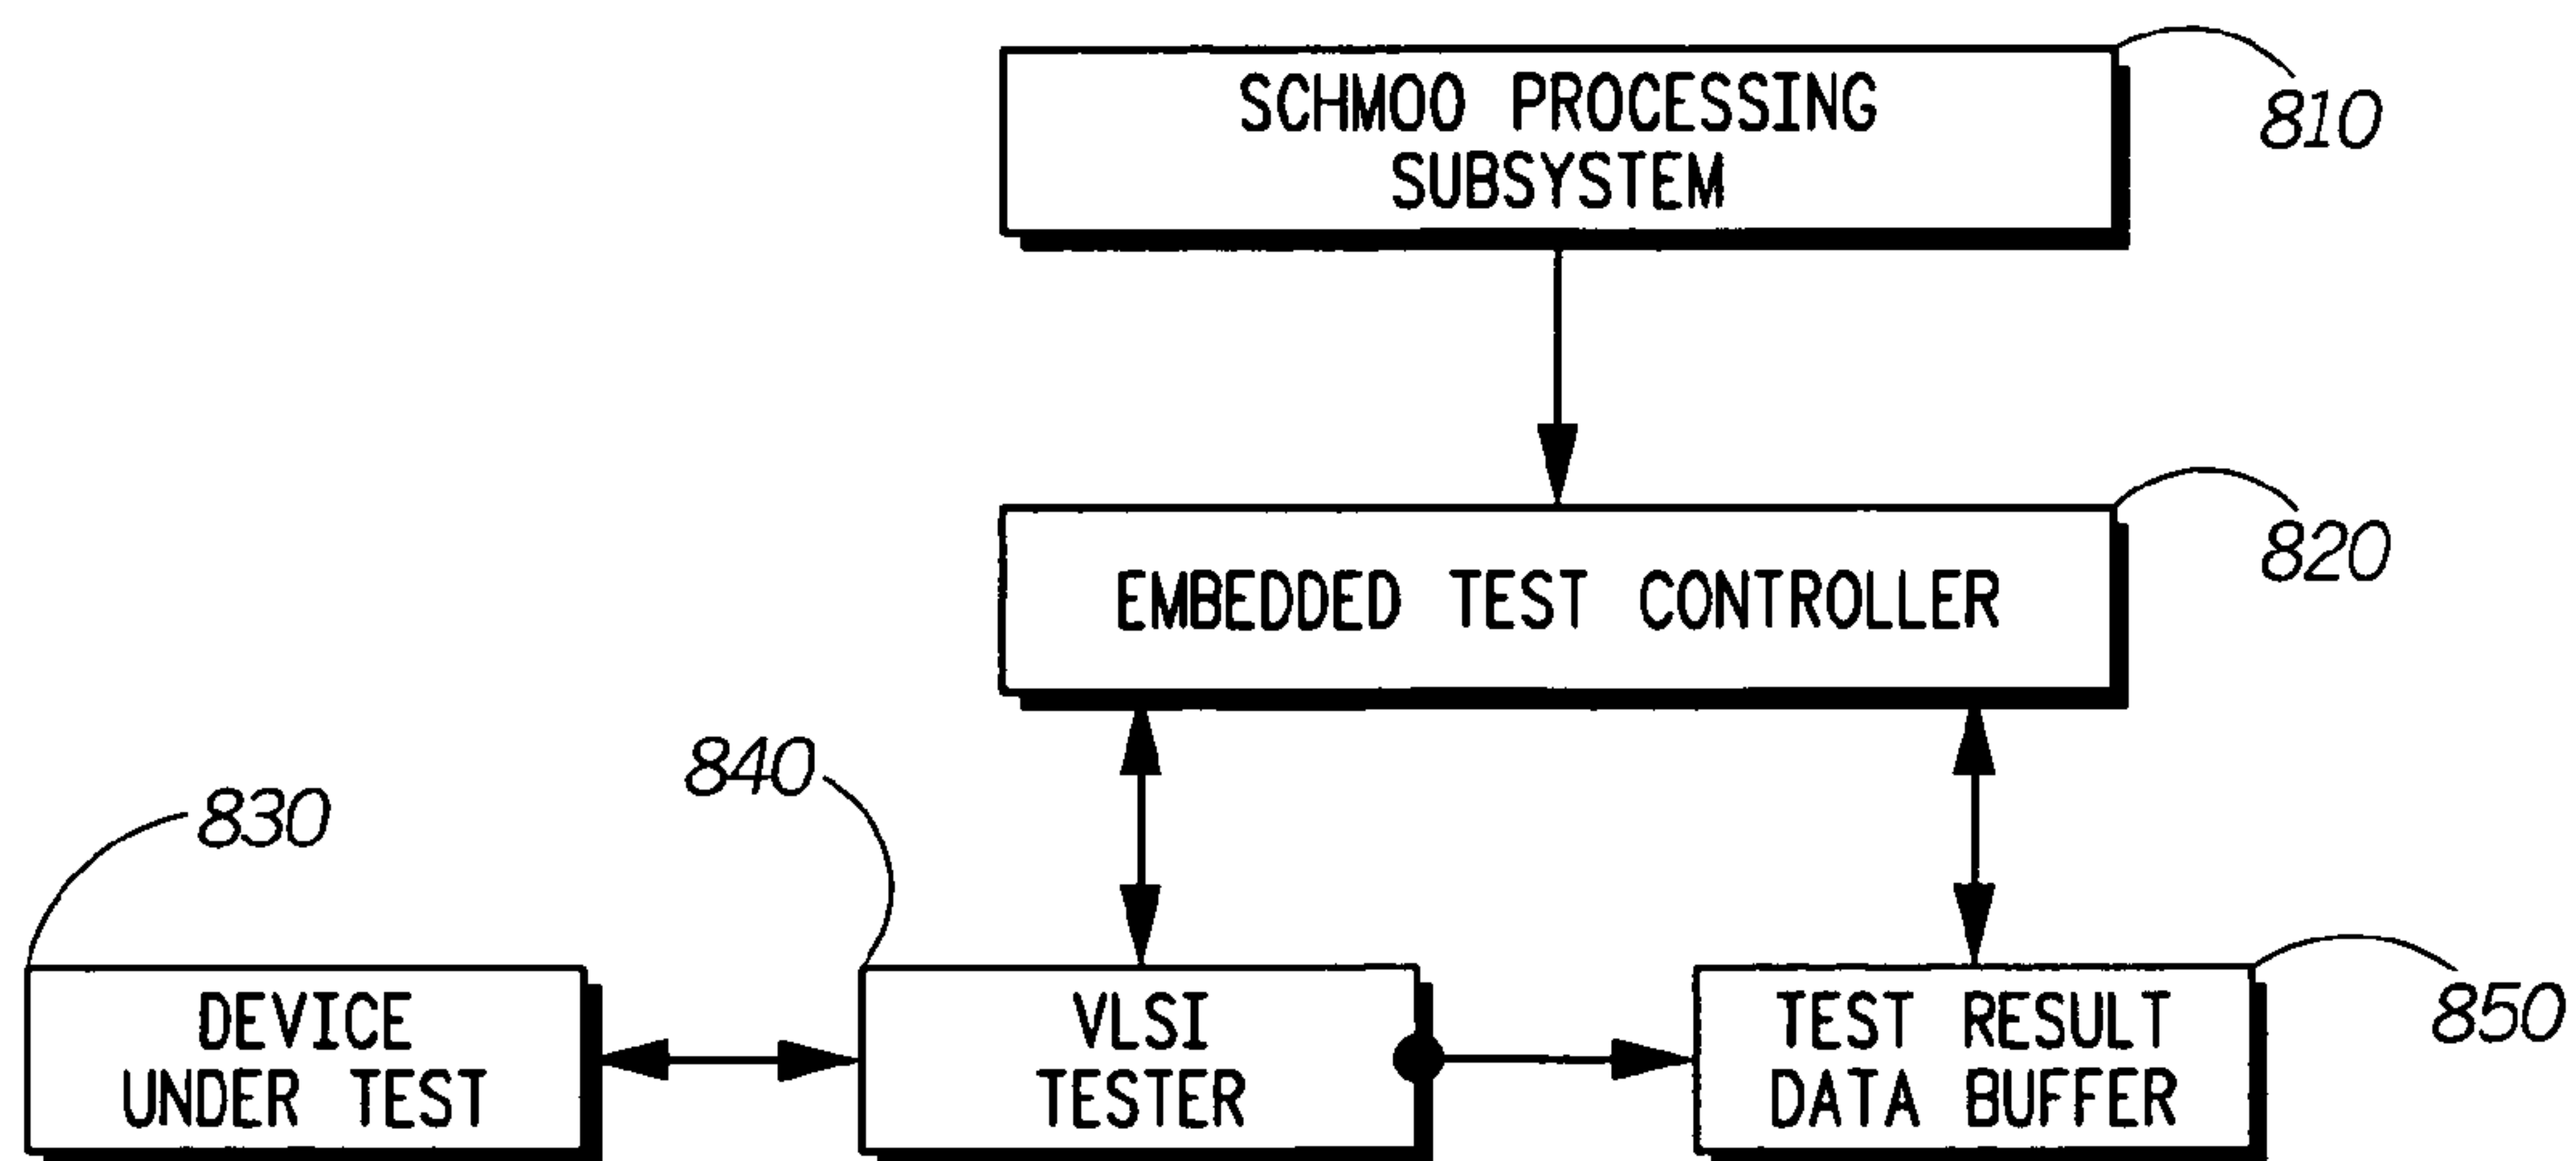 SCHMOO PROCESSING
SUBSYSTEM
810
EMBEDDED TEST CONTROLLER
820
830
840
DEVICE
UNDER TEST
VLSI
TESTER
TEST RESULT
DATA BUFFER
850